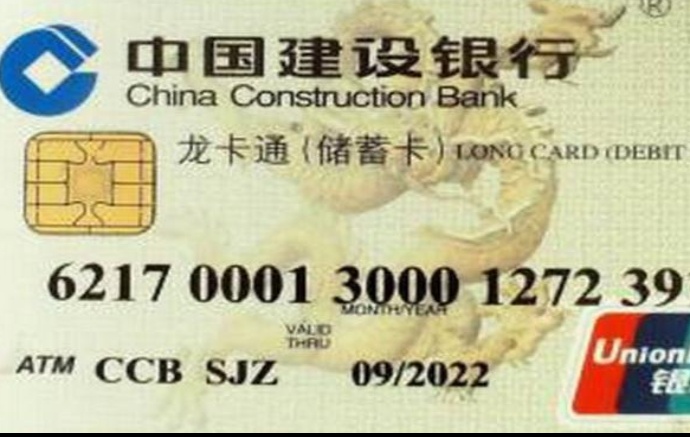 ®
中国建设银行
China Construction Bank
龙卡通(储蓄卡) LONG CARD (DEBIT
6217 0001 3000 1272 39
MONTH/YEAR
VALID
THRU
ATM CCB SJZ 09/2022
Union
银